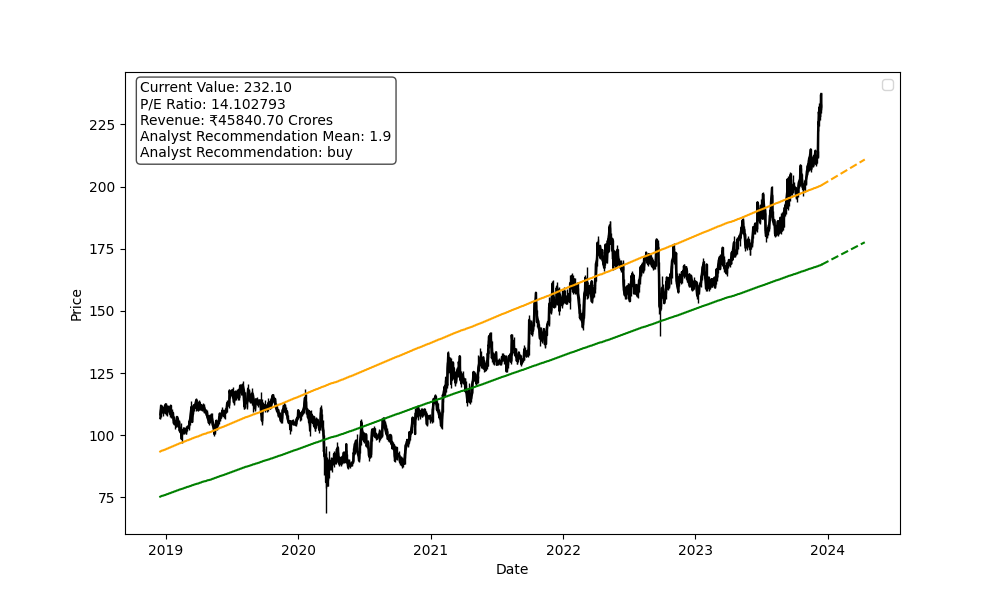 Current Value: 232.10
P/E Ratio: 14.102793
Revenue: ₹45840.70 Crores
Analyst Recommendation Mean: 1.9
Analyst Recommendation: buy
225
200
175
150
125
100
75
Price
2019 2020 2021 2022 2023 2024
Date